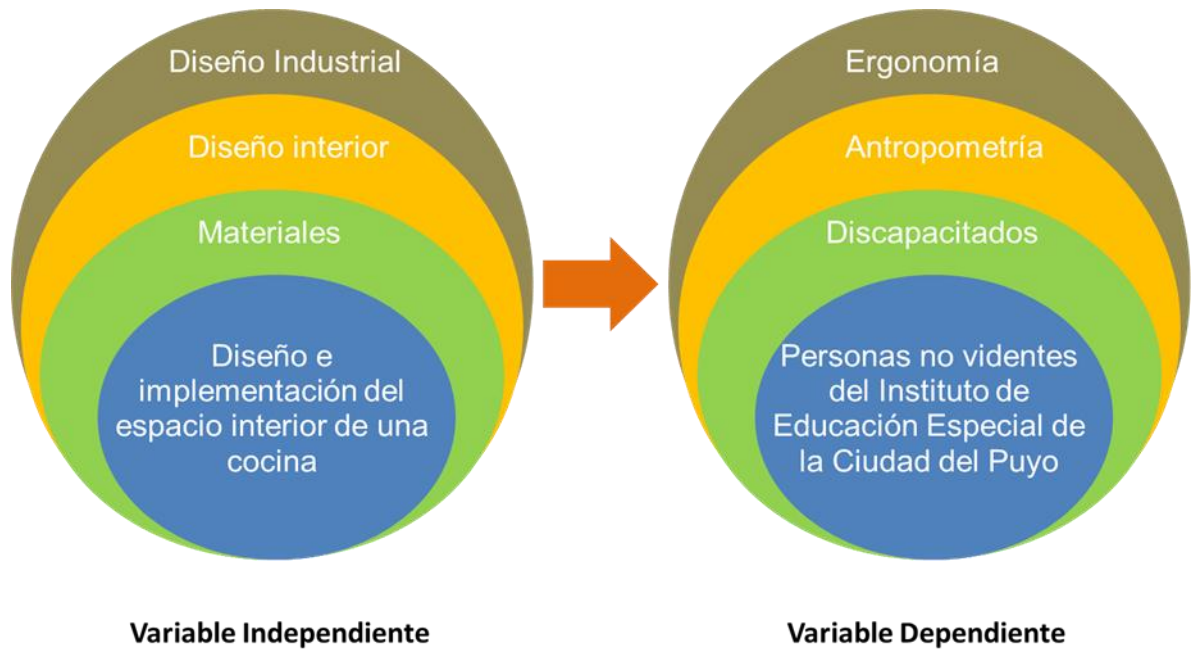 Diseño Industrial
Diseño interior
Materiales
Diseño e
implementación del
espacio interior de una
cocina
Variable Independiente
Ergonomía
Antropometría
Discapacitados
Personas no videntes
del Instituto de
Educación Especial de
la Ciudad del Puyo
Variable Dependiente